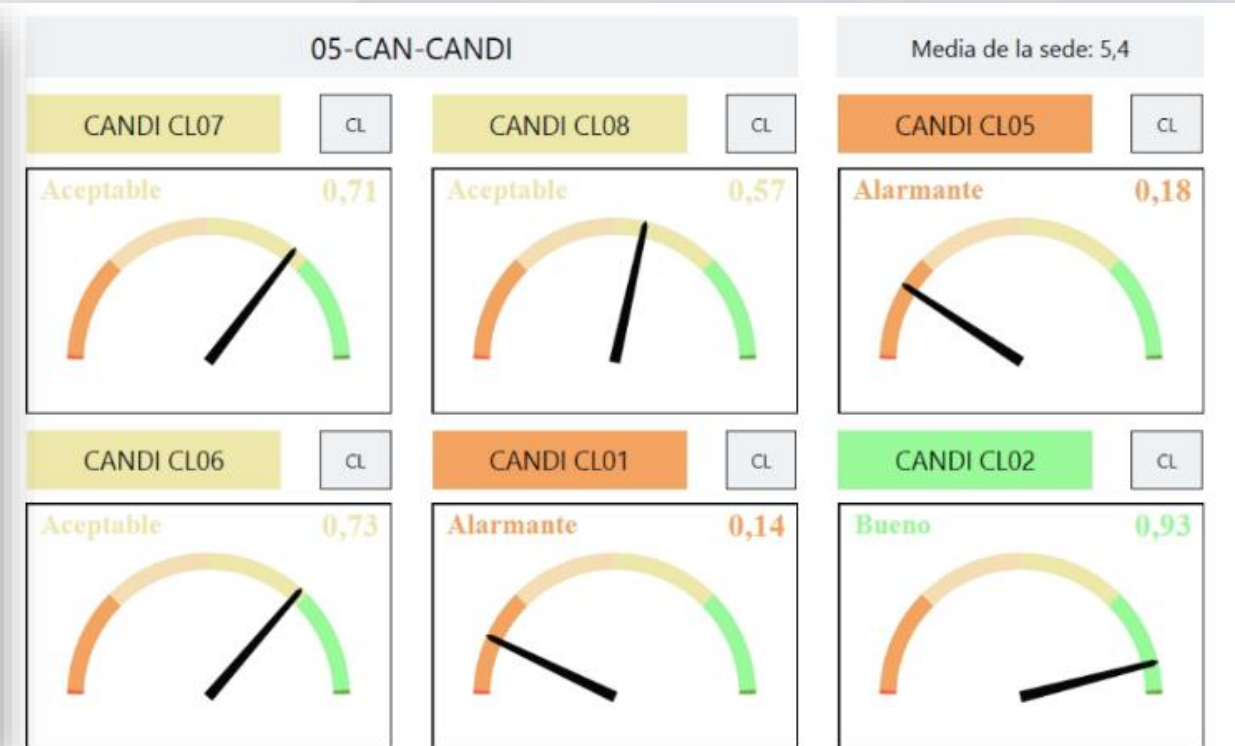 05-CAN-CANDI
Media de la sede: 5,4
CANDI CL07
CL
CANDI CL08
CL
CANDI CL05
CL
Aceptable 0,71
Aceptable 0,57
Alarmante 0,18
CANDI CL06
CL
CANDI CL01
CL
CANDI CL02
CL
Aceptable 0,73
Alarmante 0,14
Bueno 0,93